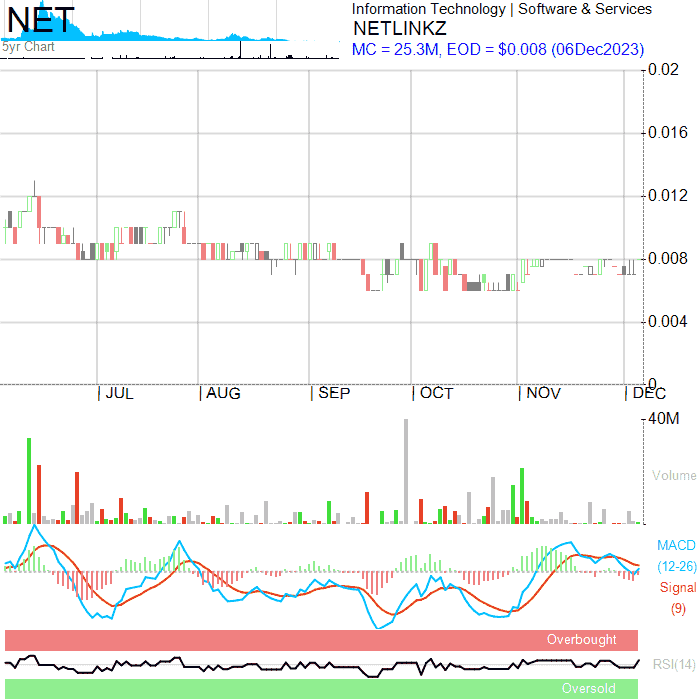 NET
Information Technology | Software & Services
NETLINKZ
5yr Chart
MC = 25.3M, EOD = $0.008 (06Dec2023)
0.02
0.016
0.012
0.008
0.004
0
JUL AUG SEP OCT NOV DEC
40M
Volume
MACD
(12-26)
Signal
(9)
Overbought
RSI(14)
Oversold